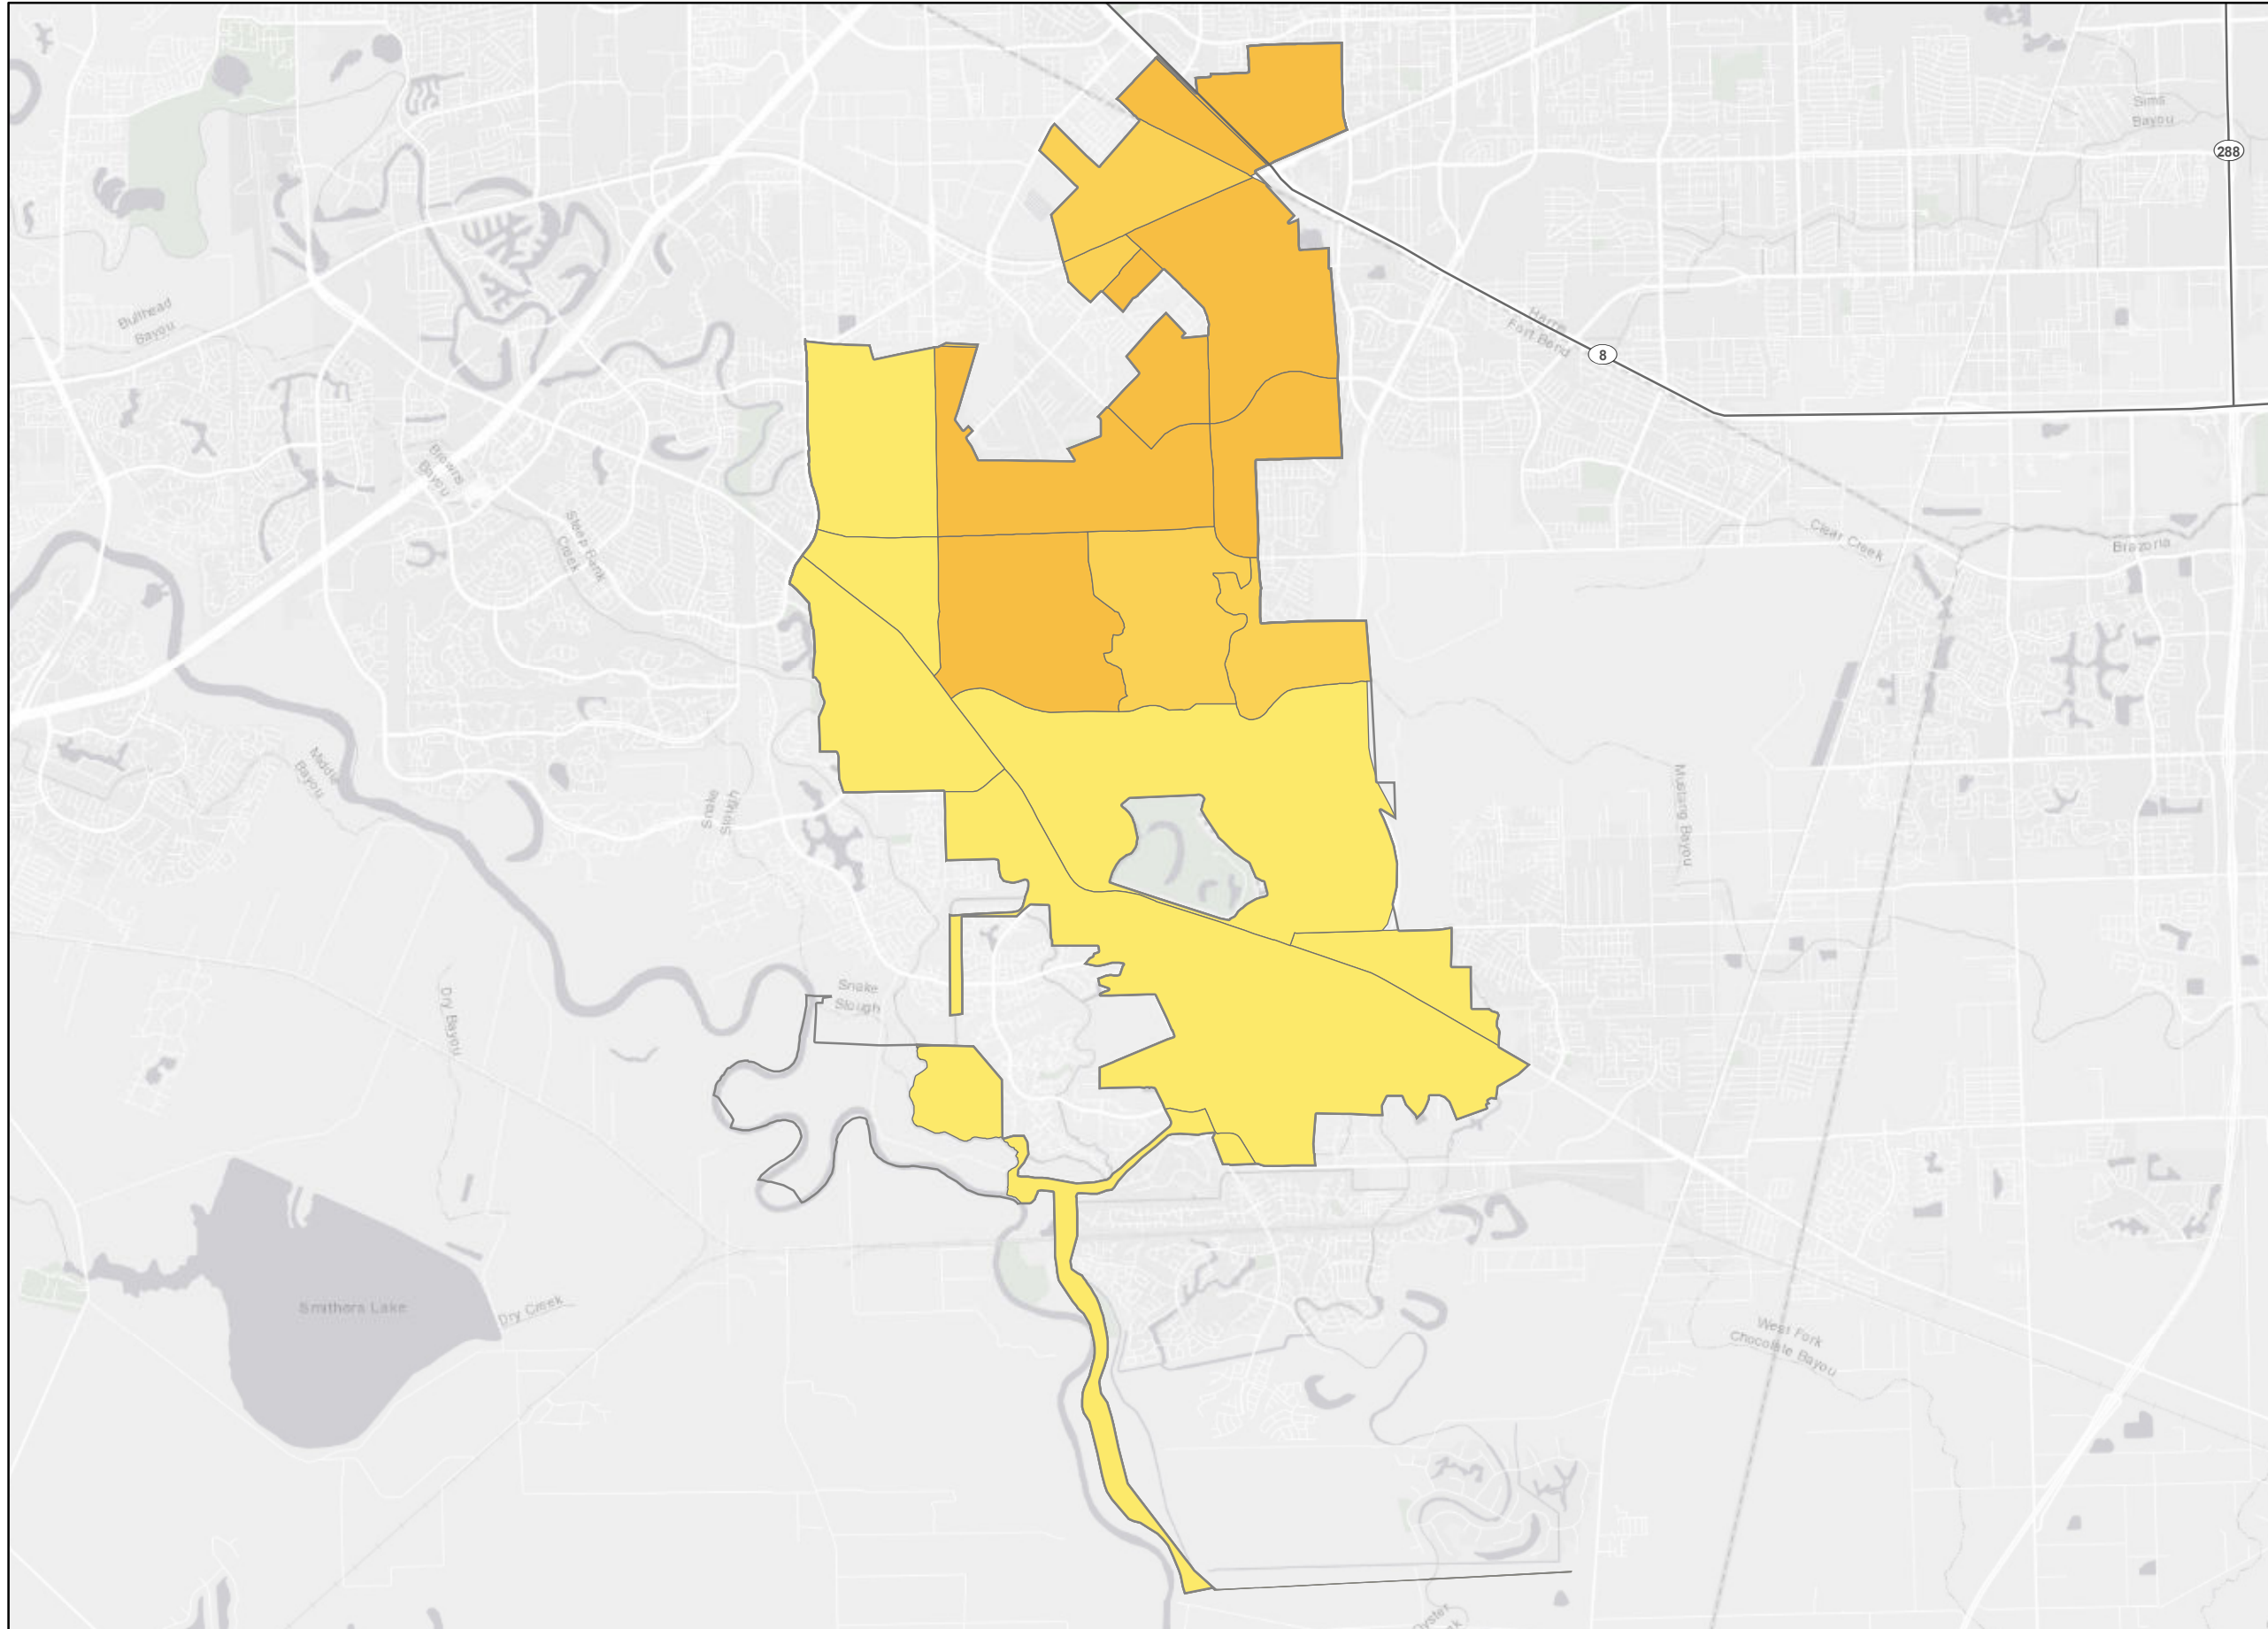 Sims
Bayou
288
Bullhead
Bayou
Harris
Fort Bend
8
Browns
Bayou
Steep Bank
Creek
Clear Creek
Brazoria
Middle
Bayou
Snake
Slough
Mustang Bayou
Dry Bayou
Snake
Slough
Smithers Lake
Dry Creek
West Fork
Chocolate Bayou